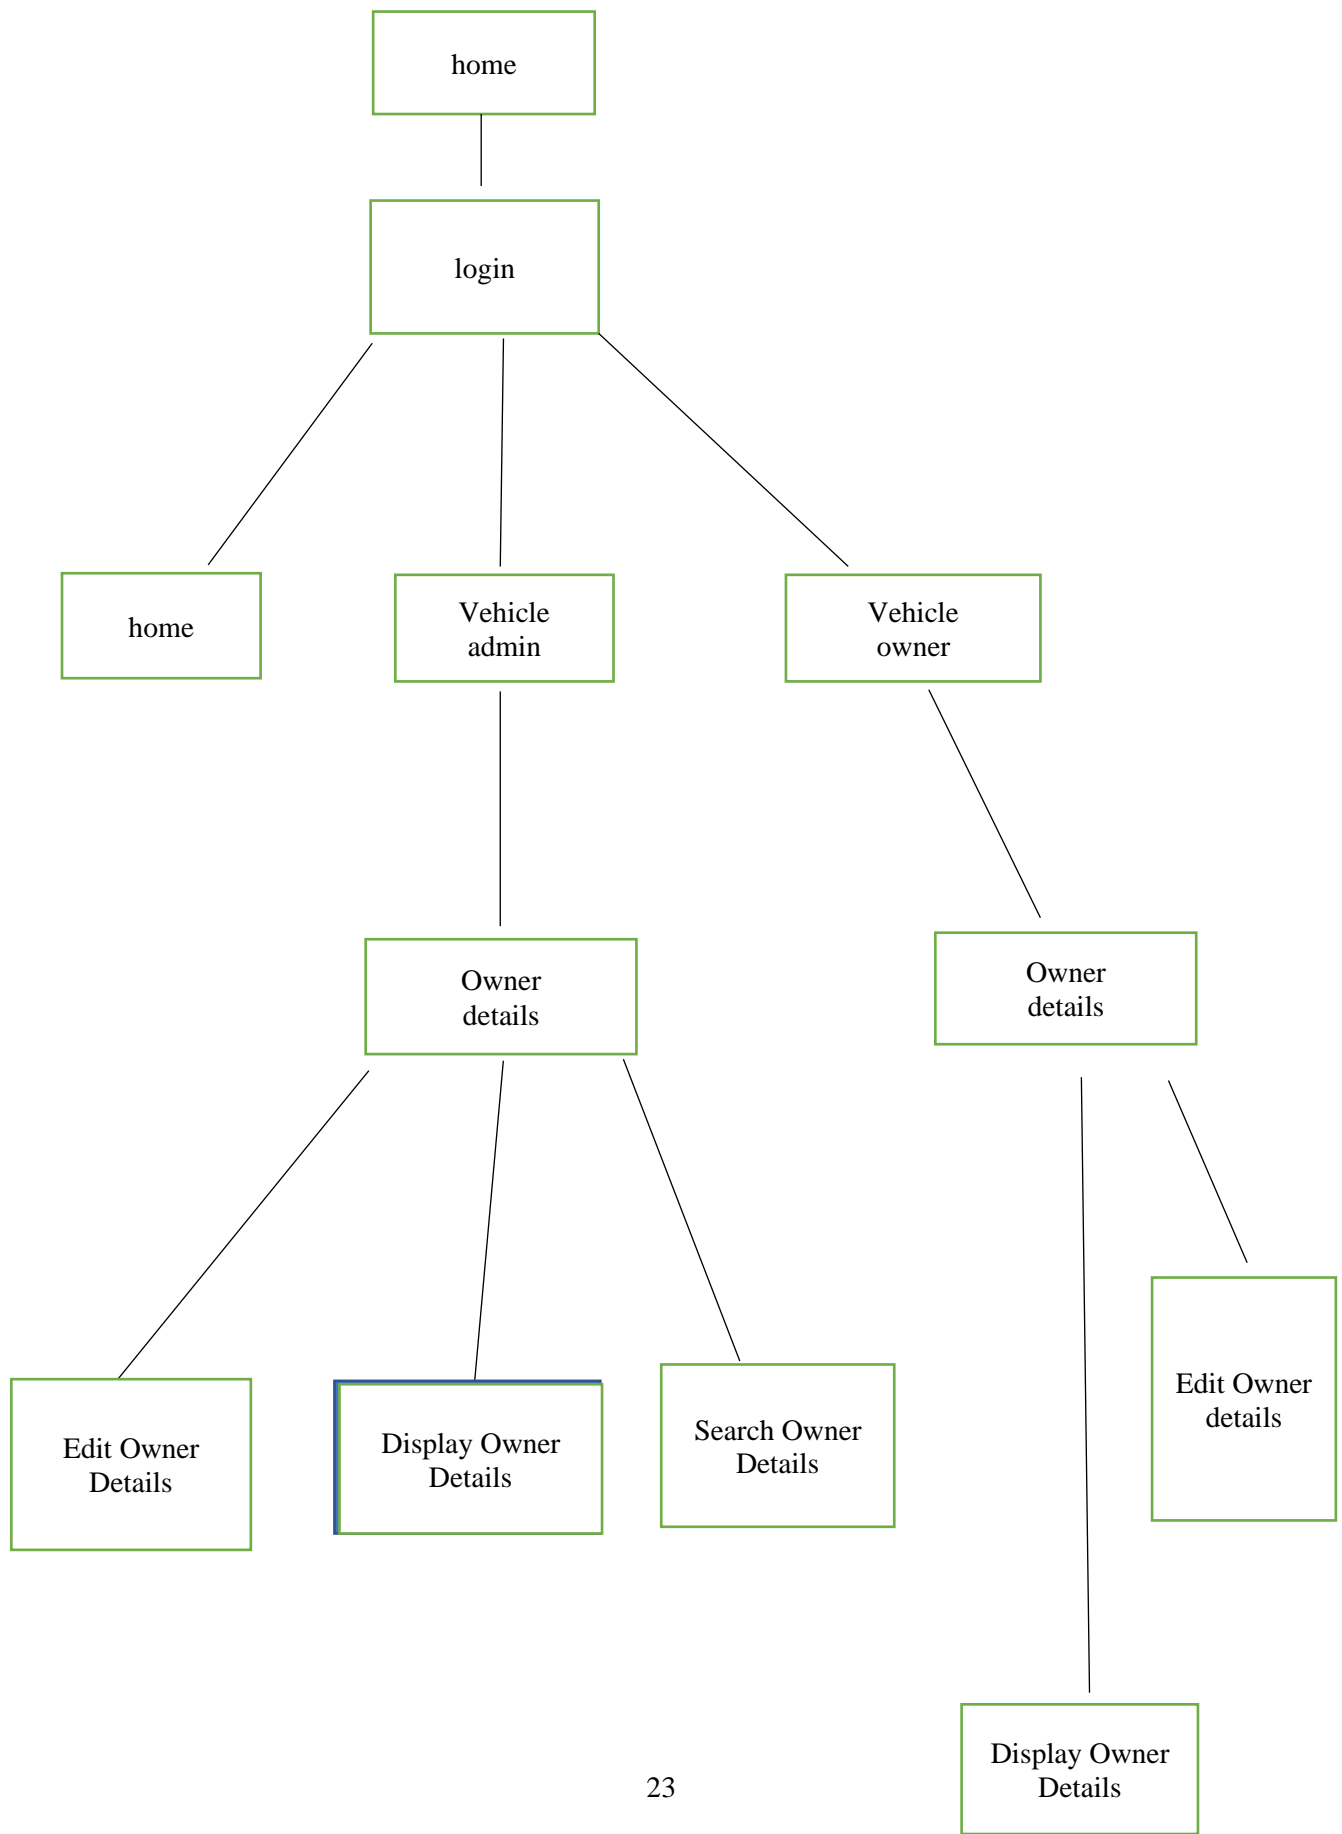 home
login
home
Vehicle
admin
Vehicle
owner
Owner
details
Owner
details
Edit Owner
Details
Display Owner
Details
Search Owner
Details
Edit Owner
details
Display Owner
Details
23